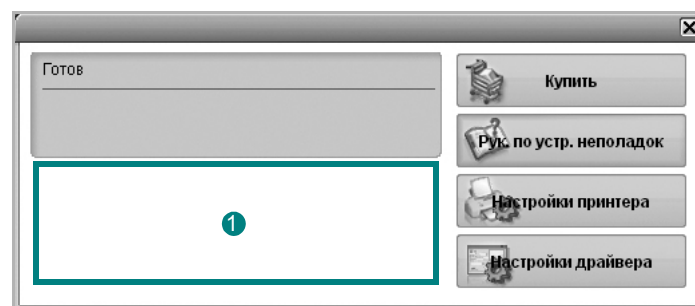 Готов
Купить
Рук. по устр. неполадок
1
Настройки принтера
Настройки драйвера